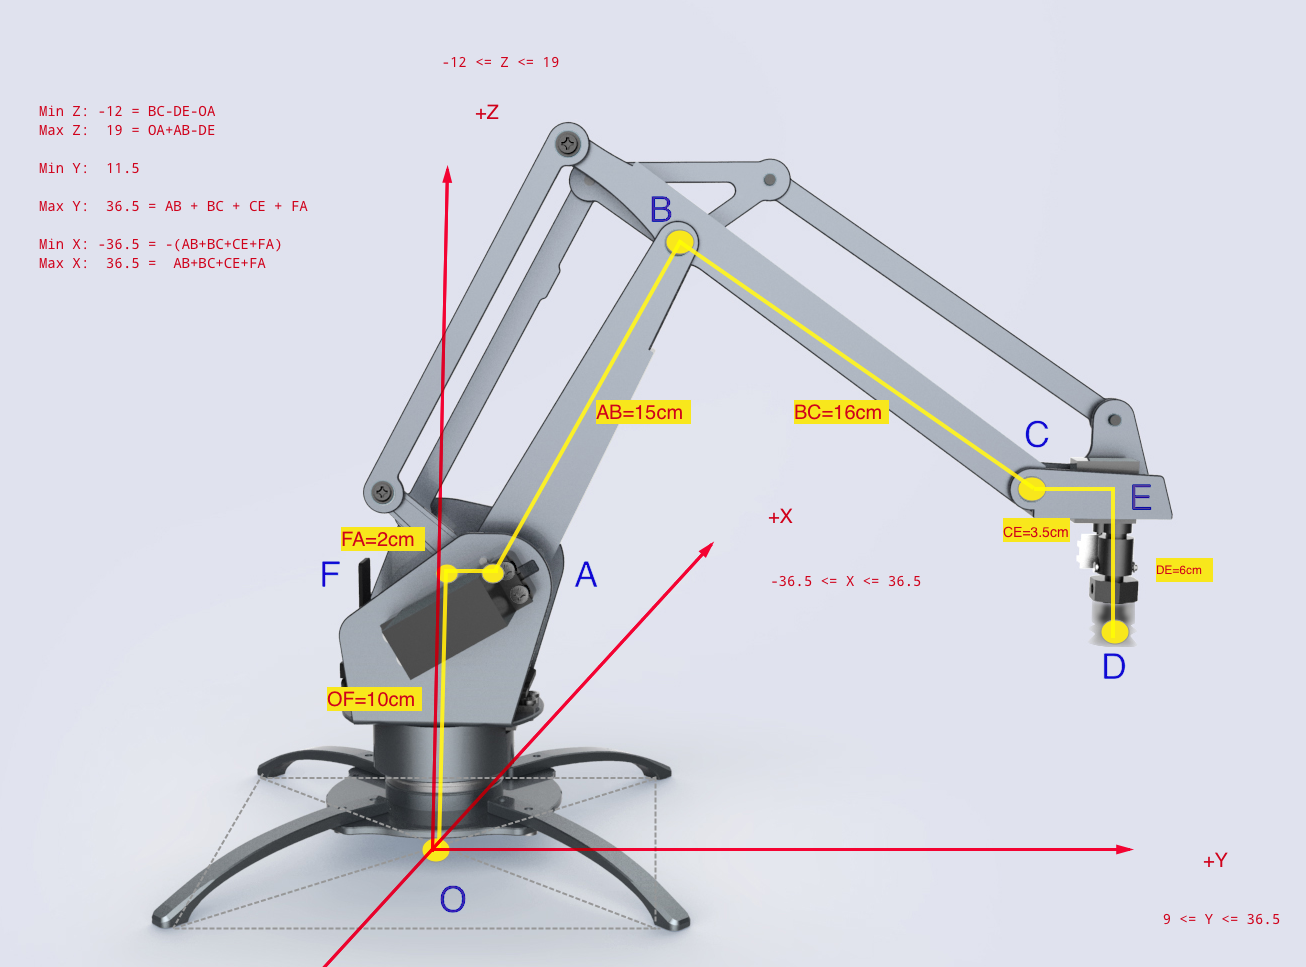 -12 <= Z <= 19
Min Z: -12 = BC-DE-OA
Max Z:  19 = OA+AB-DE
Min Y:  11.5
Max Y:  36.5 = AB + BC + CE + FA
Min X: -36.5 = -(AB+BC+CE+FA)
Max X:  36.5 =  AB+BC+CE+FA
+Z
B
AB=15cm
BC=16cm
C
E
+X
CE=3.5cm
FA=2cm
F
A
-36.5 <= X <= 36.5
DE=6cm
D
OF=10cm
+Y
O
9 <= Y <= 36.5